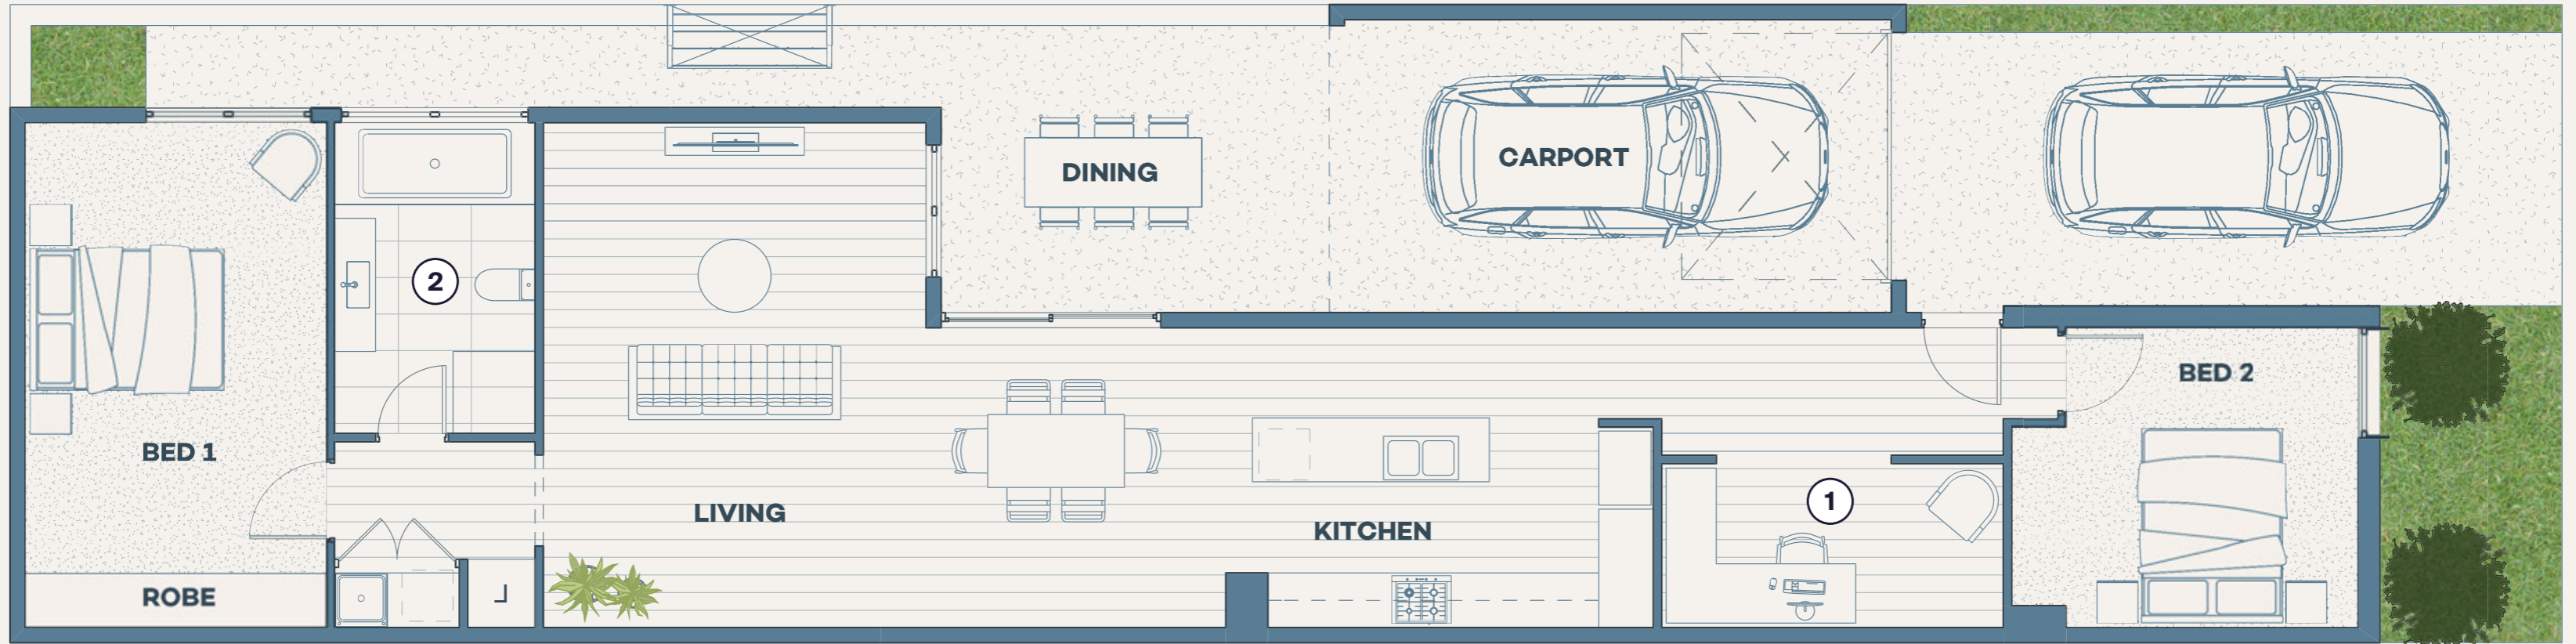 CARPORT
DINING
2
BED 2
BED 1
1
LIVING
KITCHEN
ROBE
L